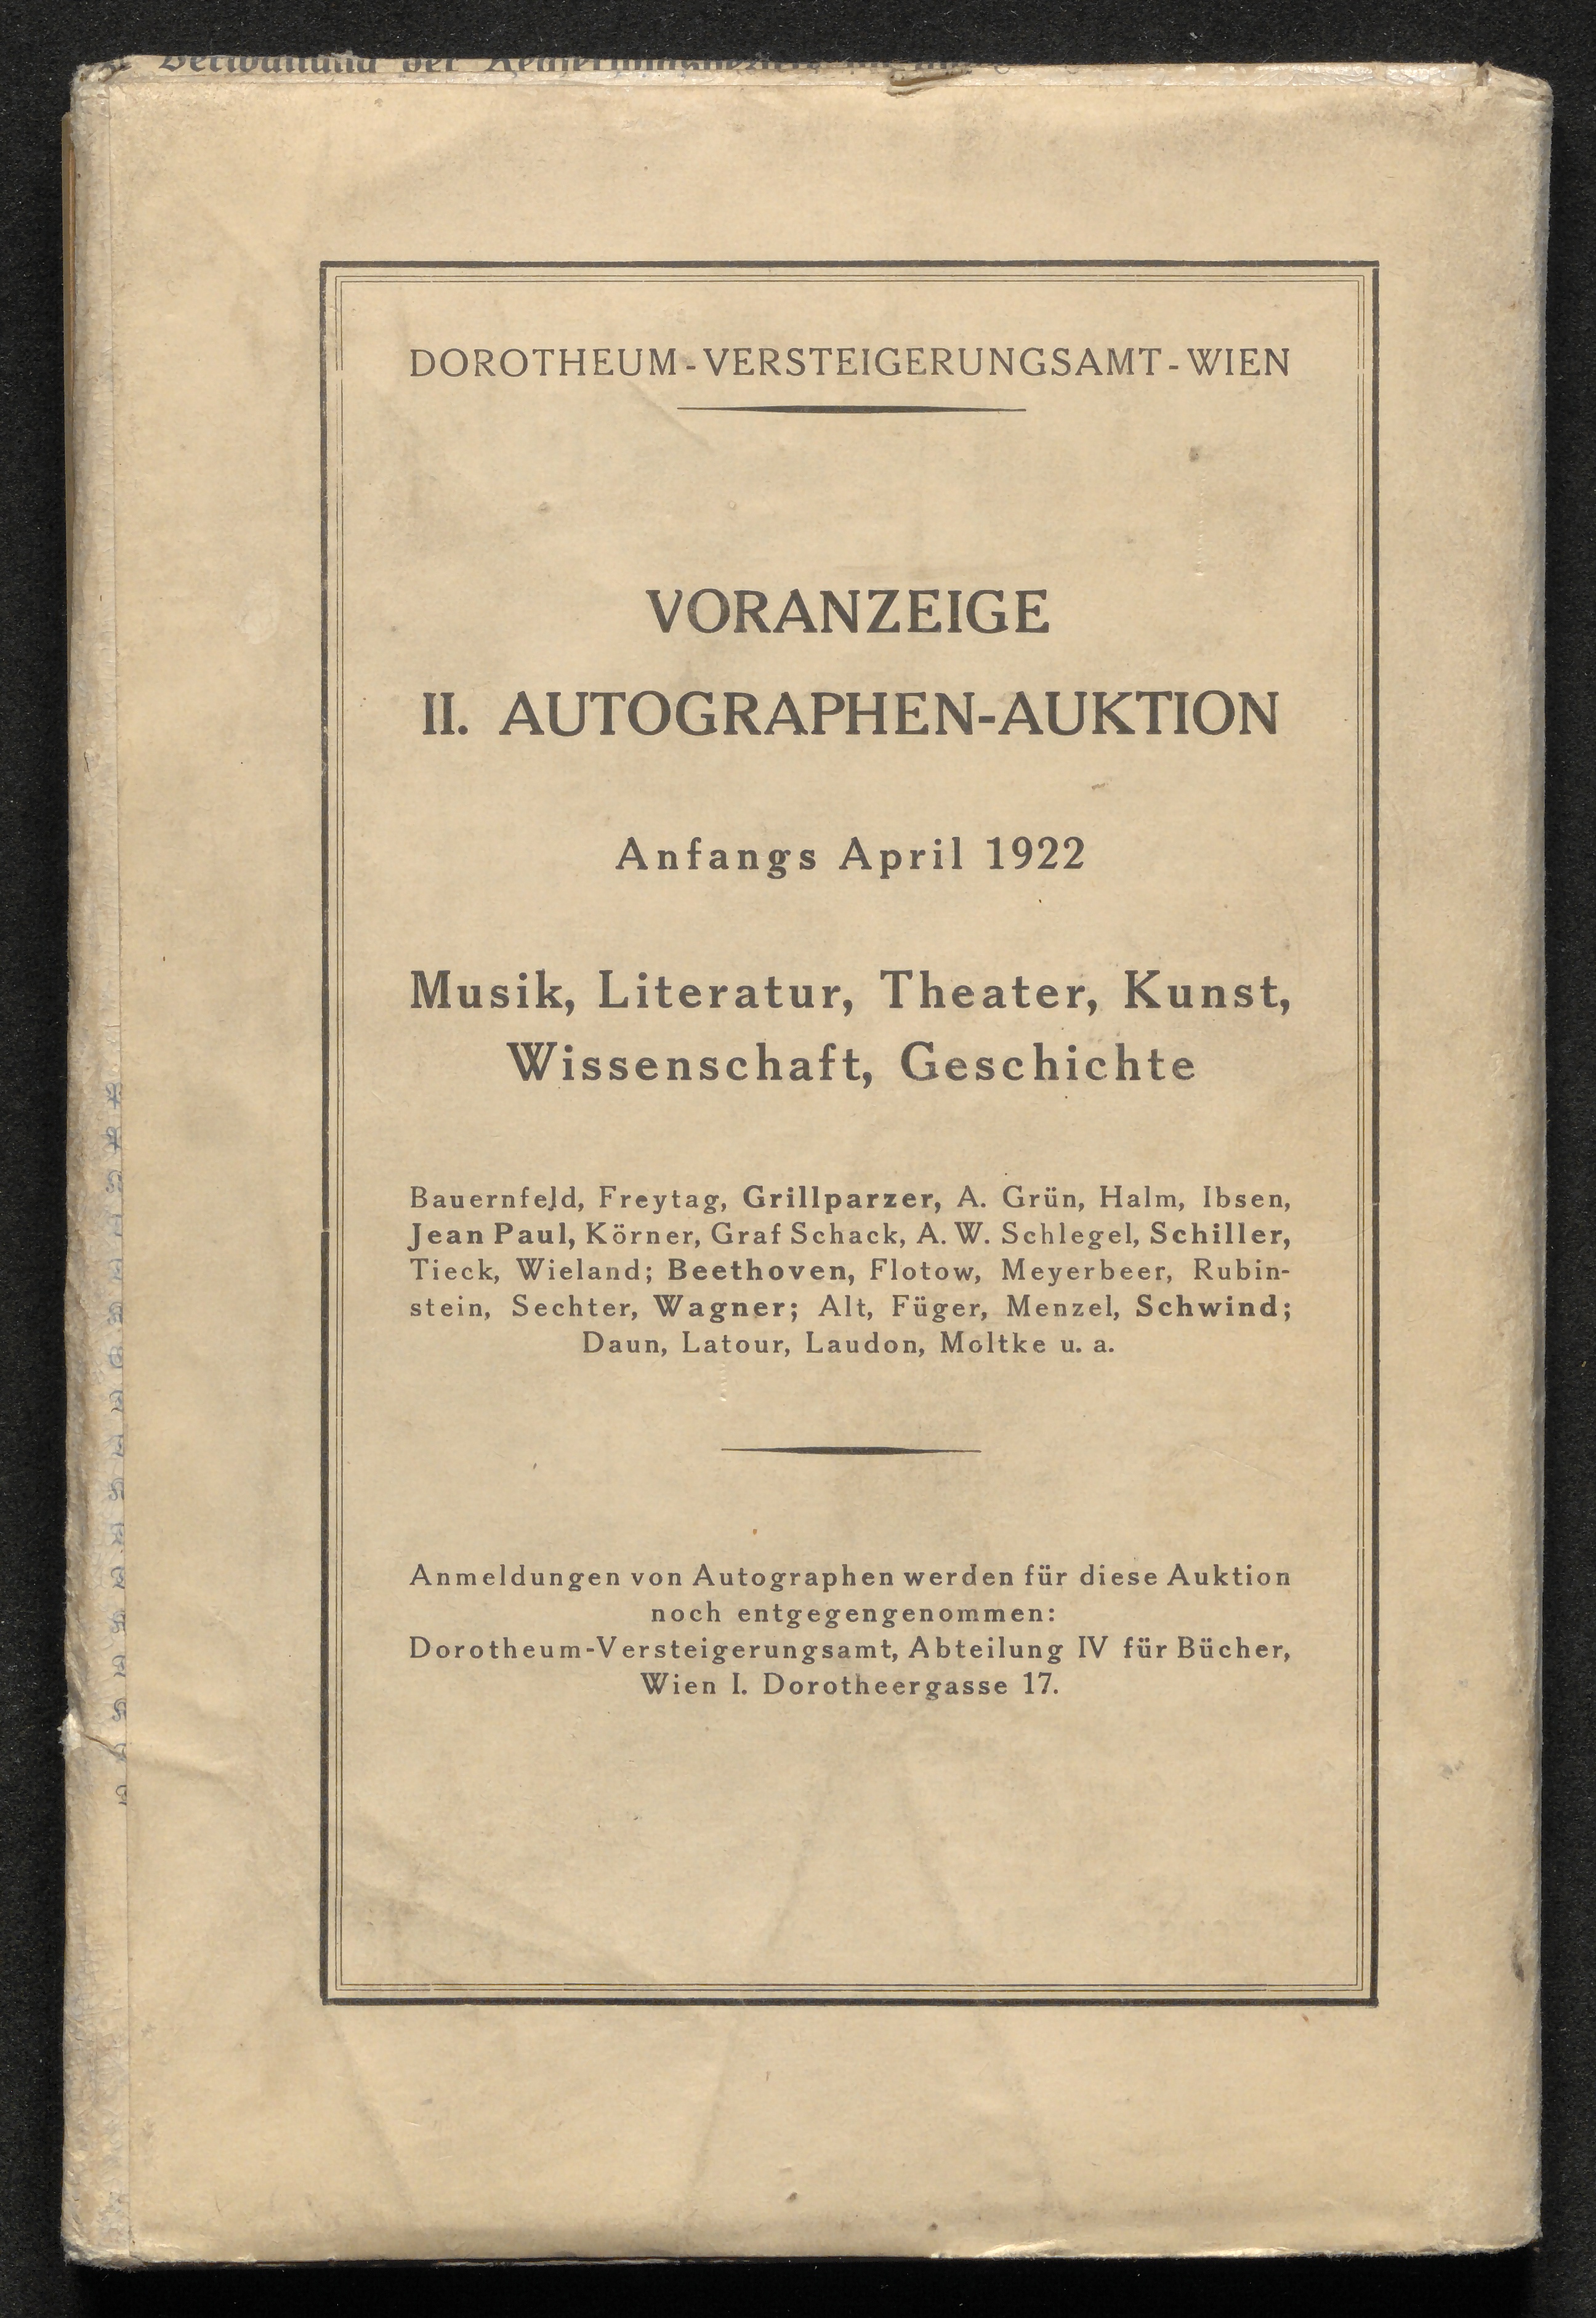 der
DOROTHEUM-VERSTEIGERUNGSAMT-WIEN
VORANZEIGE
II. AUTOGRAPHEN-AUKTION
Anfangs April 1922
Musik, Literatur, Theater, Kunst,
Wissenschaft, Geschichte
Bauernfeld, Freytag, Grillparzer, A. Grün, Halm, Ibsen,
Jean Paul, Körner, Graf Schack, A. W. Schlegel, Schiller,
Tieck, Wieland; Beethoven, Flotow, Meyerbeer, Rubin-
stein, Sechter, Wagner; Alt, Füger, Menzel, Schwind;
Daun, Latour, Laudon, Moltke u. a.
Anmeldungen von Autographen werden für diese Auktion
noch entgegengenommen:
Dorotheum-Versteigerungsamt, Abteilung IV für Bücher,
Wien I. Dorotheergasse 17.